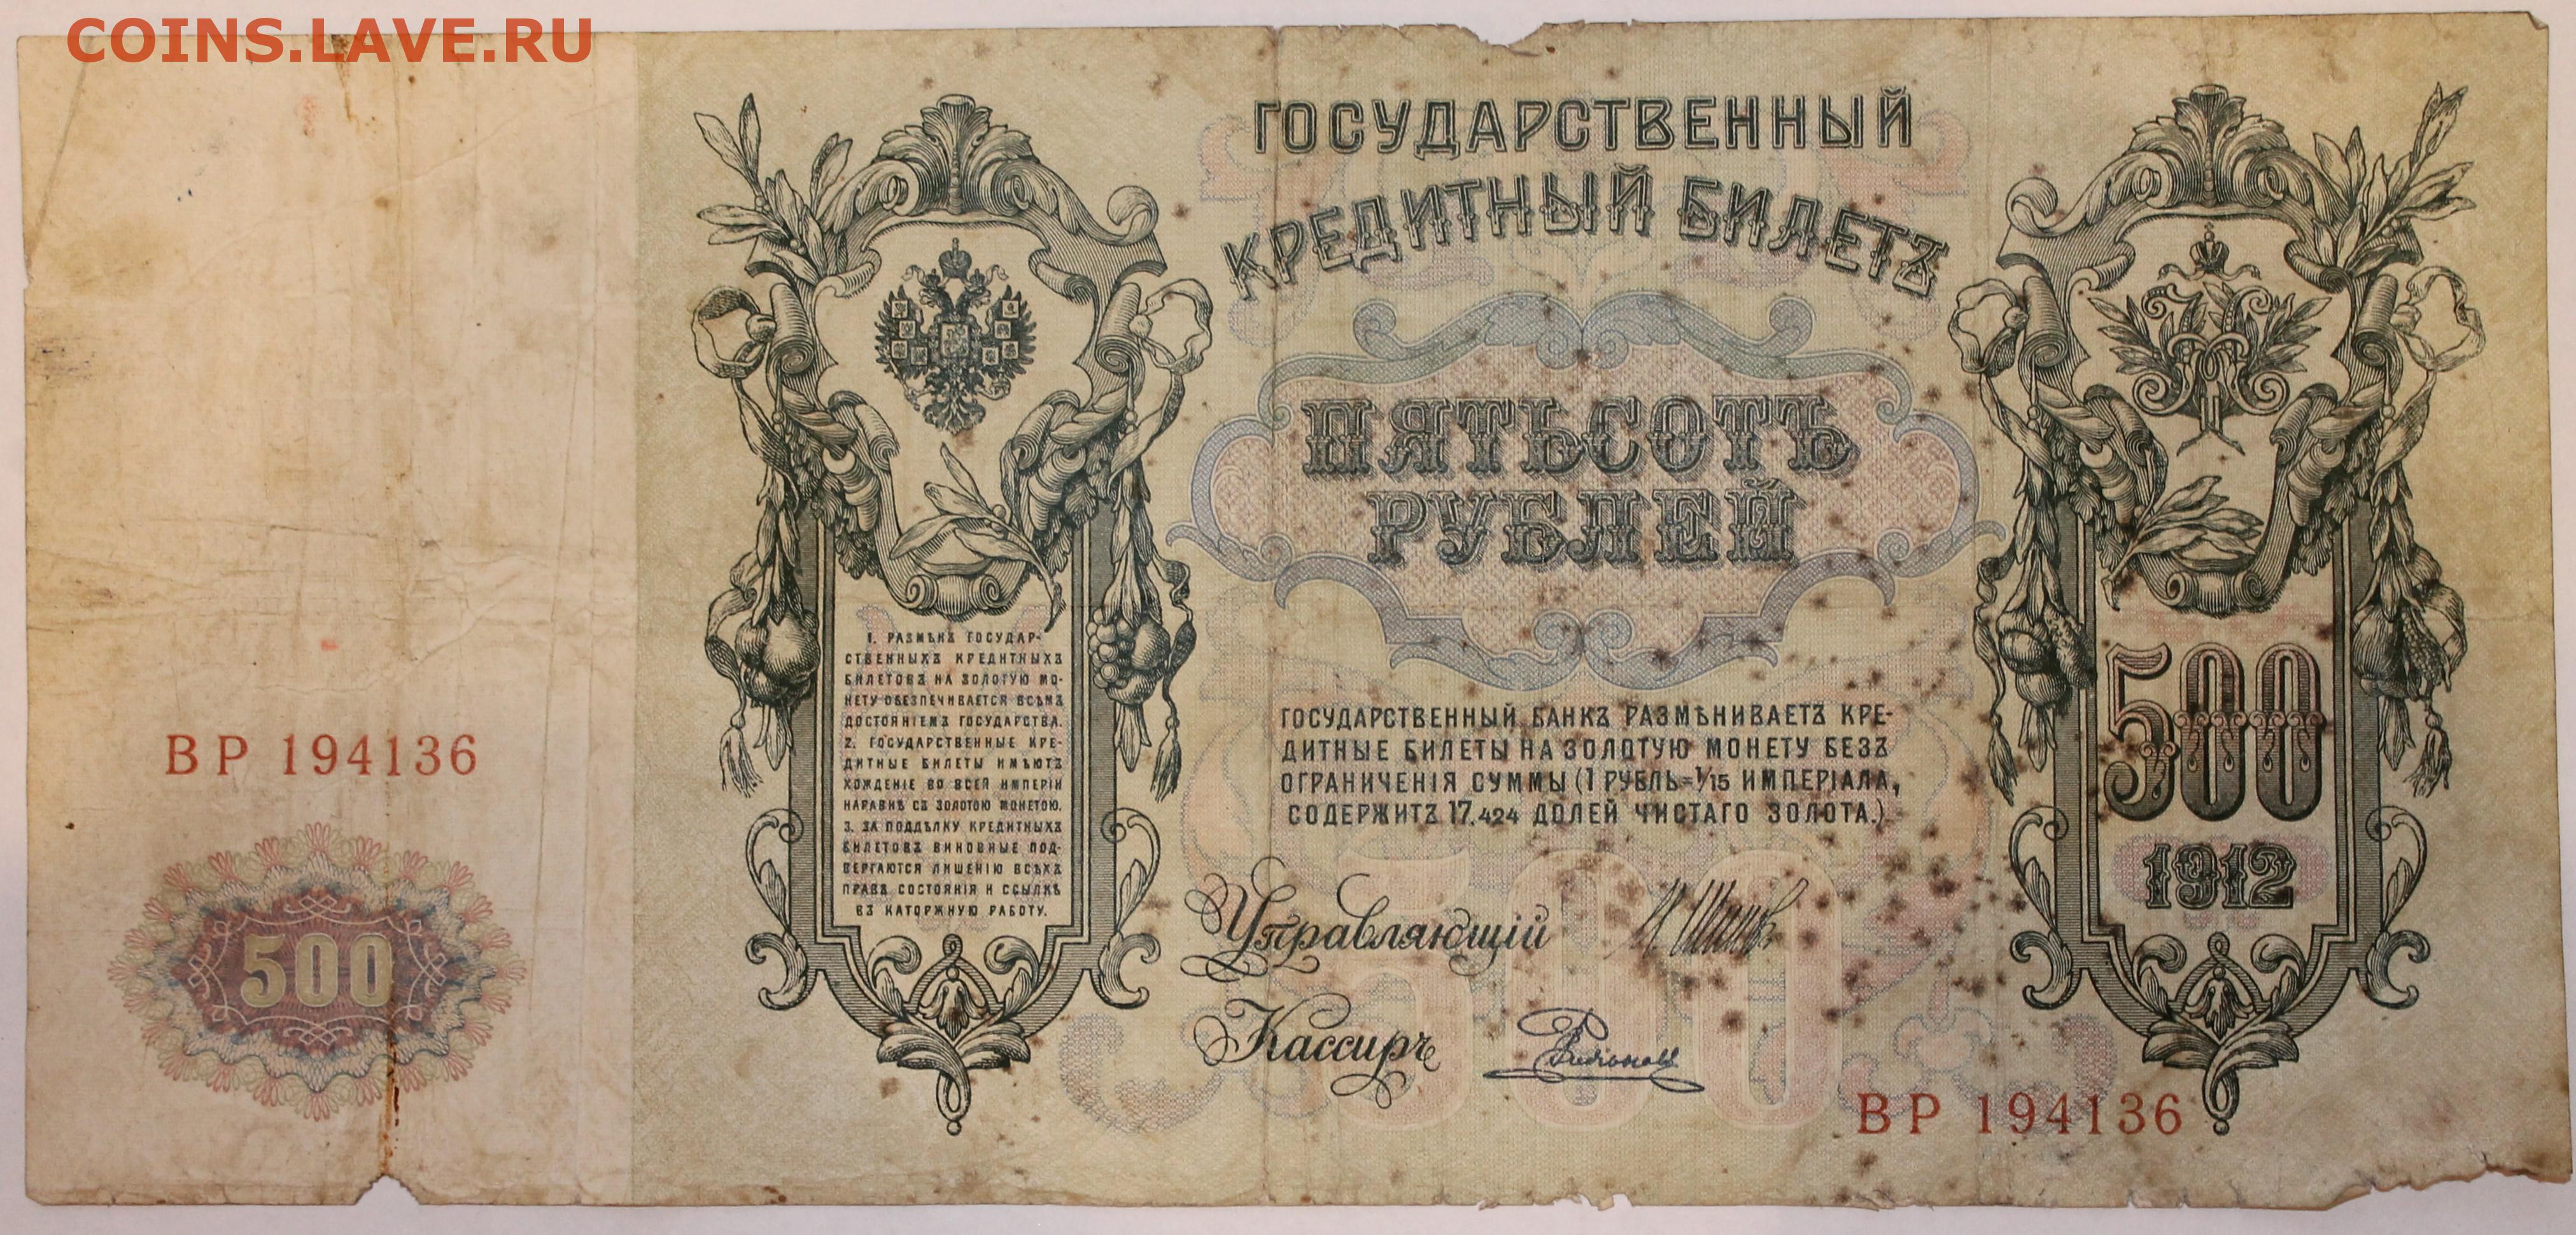 COINS.LAVE.RU
ГОСУДАРСТВЕННЫЙ
КРЕДИТНЫЙ БИЛЕТЪ
ПЯТЬСОТЪ
РУБЛЕЙ
1. РАЗМѢНЪ ГОСУДАР-
СТВЕННЫХЪ КРЕДИТНЫХЪ
БИЛЕТОВЪ НА ЗОЛОТУЮ МО-
НЕТУ ОБЕЗПЕЧИВАЕТСЯ ВСѢМЪ
ДОСТОЯНІЕМЪ ГОСУДАРСТВА.
2. ГОСУДАРСТВЕННЫЕ КРЕ-
ДИТНЫЕ БИЛЕТЫ ИМѢЮТЪ
ХОЖДЕНІЕ ВО ВСЕЙ ИМПЕРІИ
НАРАВНѢ СЪ ЗОЛОТОЮ МОНЕТОЮ.
3. ЗА ПОДДѢЛКУ КРЕДИТНЫХЪ
БИЛЕТОВЪ ВИНОВНЫЕ ПОД-
ВЕРГАЮТСЯ ЛИШЕНІЮ ВСѢХЪ
ПРАВЪ СОСТОЯНІЯ И ССЫЛКѢ
ВЪ КАТОРЖНУЮ РАБОТУ.
ГОСУДАРСТВЕННЫЙ БАНКЪ РАЗМѢНИВАЕТЪ КРЕ-
ДИТНЫЕ БИЛЕТЫ НА ЗОЛОТУЮ МОНЕТУ БЕЗЪ
ОГРАНИЧЕНІЯ СУММЫ (1 РУБЛЬ=1/15 ИМПЕРІАЛА,
СОДЕРЖИТЪ 17,424 ДОЛЕЙ ЧИСТАГО ЗОЛОТА.)
500
1912
Управляющій
Кассиръ
ВР 194136
500
500
ВР 194136